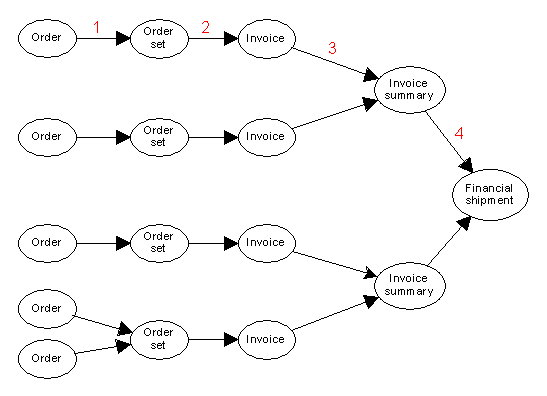 1
2
3
4
Order
Order
set
Invoice
Invoice
summary
Order
Order
set
Invoice
Financial
shipment
Order
Order
set
Invoice
Invoice
summary
Order
Order
set
Invoice
Order